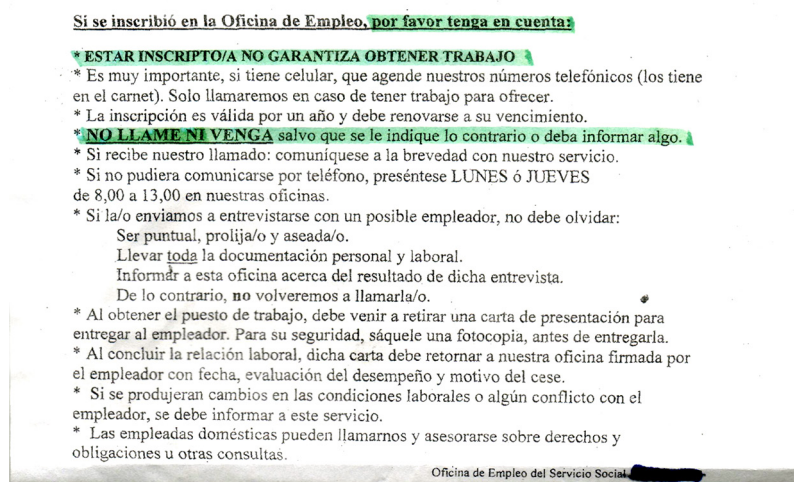 Si se inscribió en la Oficina de Empleo, por favor tenga en cuenta:
* ESTAR INSCRIPTO/A NO GARANTIZA OBTENER TRABAJO
* Es muy importante, si tiene celular, que agende nuestros números telefónicos (los tiene
en el carnet). Solo llamaremos en caso de tener trabajo para ofrecer.
* La inscripción es válida por un año y debe renovarse a su vencimiento.
* NO LLAME NI VENGA salvo que se le indique lo contrario o deba informar algo.
* Si recibe nuestro llamado: comuníquese a la brevedad con nuestro servicio.
* Si no pudiera comunicarse por teléfono, preséntese LUNES ó JUEVES
de 8,00 a 13,00 en nuestras oficinas.
* Si la/o enviamos a entrevistarse con un posible empleador, no debe olvidar:
Ser puntual, prolija/o y aseada/o.
Llevar toda la documentación personal y laboral.
Informar a esta oficina acerca del resultado de dicha entrevista.
De lo contrario, no volveremos a llamarla/o.
* Al obtener el puesto de trabajo, debe venir a retirar una carta de presentación para
entregar al empleador. Para su seguridad, sáquele una fotocopia, antes de entregarla.
* Al concluir la relación laboral, dicha carta debe retornar a nuestra oficina firmada por
el empleador con fecha, evaluación del desempeño y motivo del cese.
* Si se produjeran cambios en las condiciones laborales o algún conflicto con el
empleador, se debe informar a este servicio.
* Las empleadas domésticas pueden llamarnos y asesorarse sobre derechos y
obligaciones u otras consultas.
Oficina de Empleo del Servicio Social